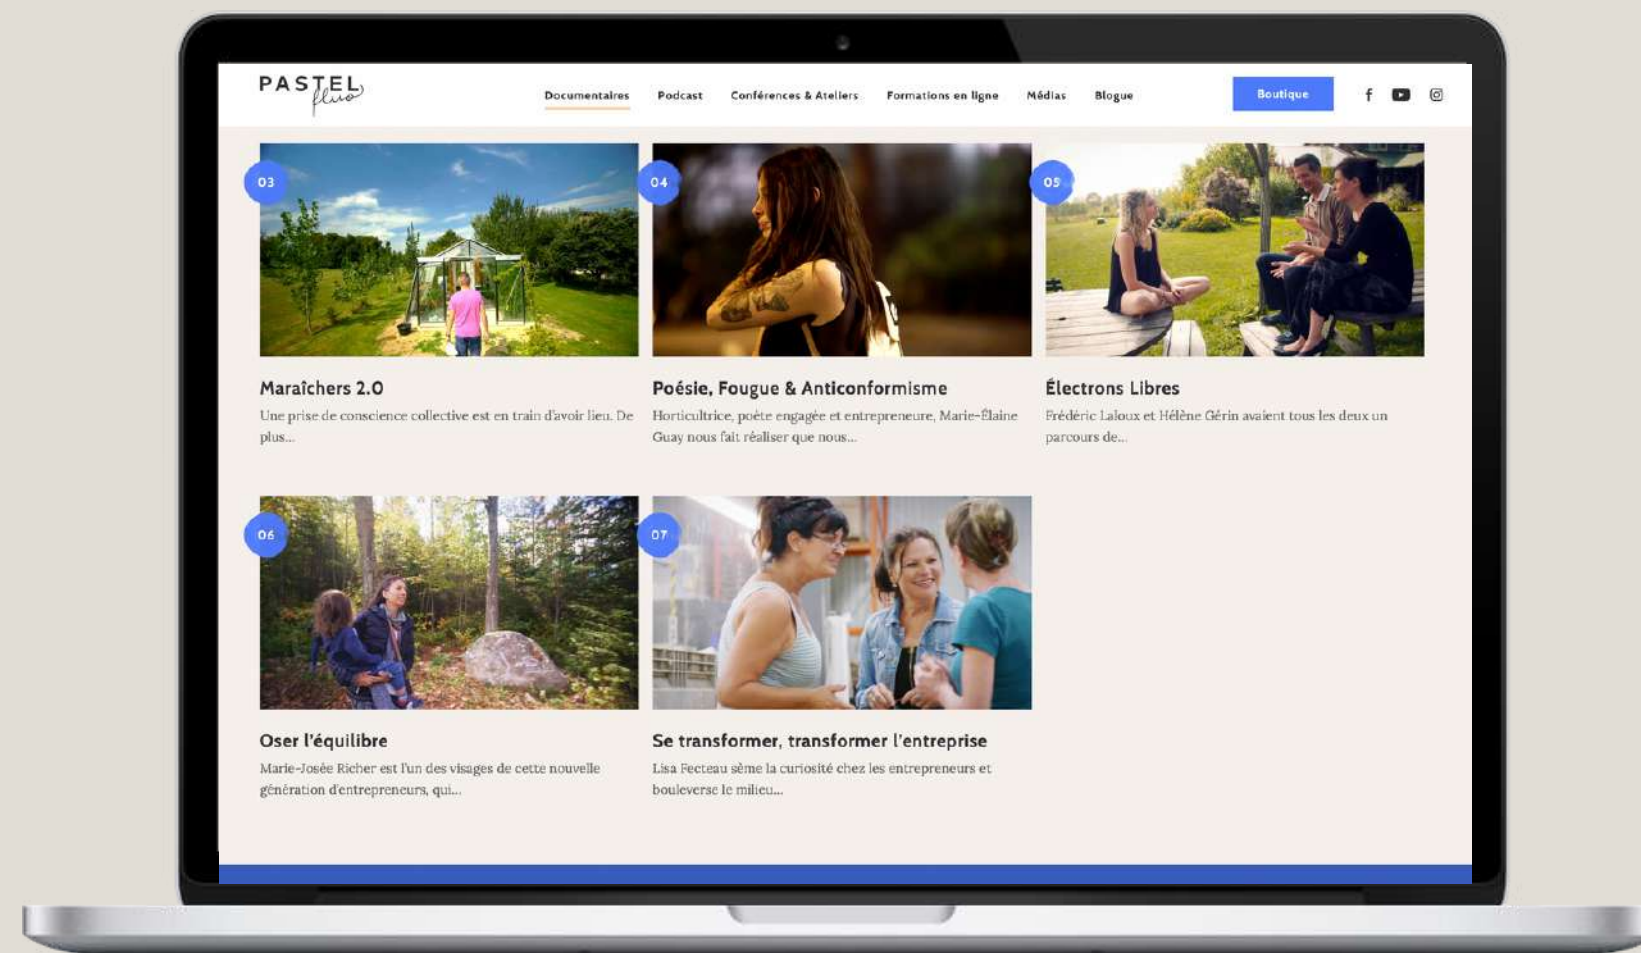 PASTEL
fluo
Documentaires Podcast Conférences & Ateliers Formations en ligne Médias Blogue Boutique
03
04
05
Maraîchers 2.0
Une prise de conscience collective est en train d'avoir lieu. De
plus...
Poésie, Fougue & Anticonformisme
Horticultrice, poète engagée et entrepreneure, Marie-Élaine
Guay nous fait réaliser que nous...
Électrons Libres
Frédéric Laloux et Hélène Gérin avaient tous les deux un
parcours de...
06
07
Oser l'équilibre
Marie-Josée Richer est l'un des visages de cette nouvelle
génération d'entrepreneurs, qui...
Se transformer, transformer l'entreprise
Lisa Fecteau sème la curiosité chez les entrepreneurs et
bouleverse le milieu...